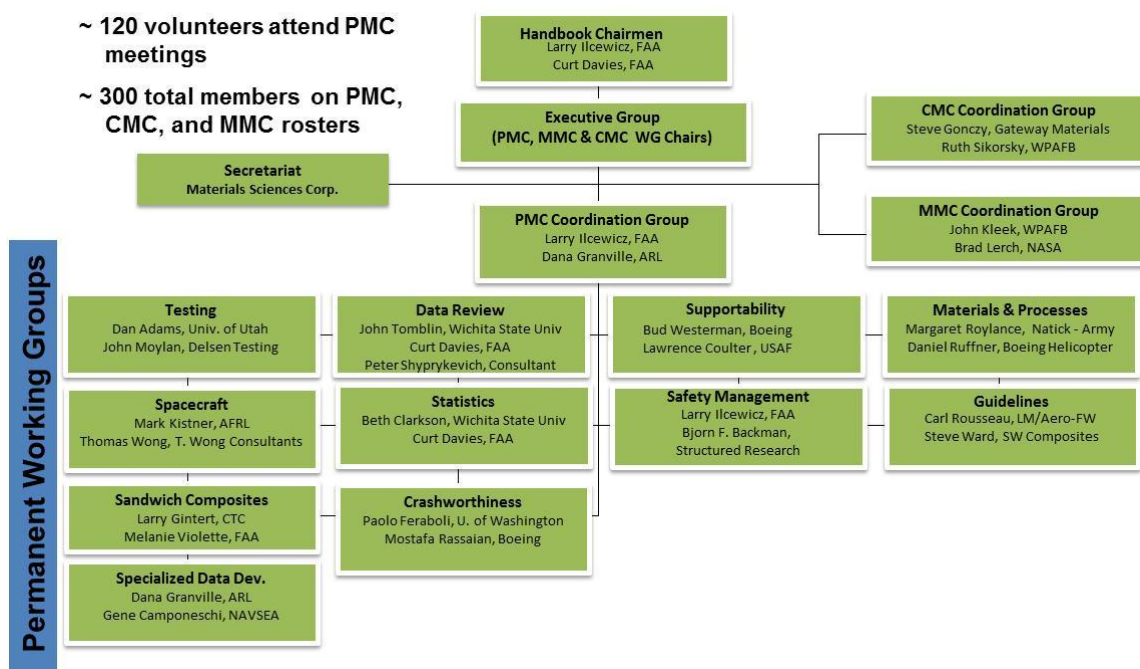 ~ 120 volunteers attend PMC
meetings
~ 300 total members on PMC,
CMC, and MMC rosters
Handbook Chairmen
Larry Ilcewicz, FAA
Curt Davies, FAA
Executive Group
(PMC, MMC & CMC WG Chairs)
CMC Coordination Group
Steve Gonczy, Gateway Materials
Ruth Sikorsky, WPAFB
Secretariat
Materials Sciences Corp.
PMC Coordination Group
Larry Ilcewicz, FAA
Dana Granville, ARL
MMC Coordination Group
John Kleek, WPAFB
Brad Lerch, NASA
Permanent Working Groups
Testing
Dan Adams, Univ. of Utah
John Moylan, Delsen Testing
Data Review
John Tomblin, Wichita State Univ
Curt Davies, FAA
Peter Shyprykevich, Consultant
Supportability
Bud Westerman, Boeing
Lawrence Coulter , USAF
Materials & Processes
Margaret Roylance, Natick - Army
Daniel Ruffner, Boeing Helicopter
Spacecraft
Mark Kistner, AFRL
Thomas Wong, T. Wong Consultants
Statistics
Beth Clarkson, Wichita State Univ
Curt Davies, FAA
Safety Management
Larry Ilcewicz, FAA
Bjorn F. Backman,
Structured Research
Guidelines
Carl Rousseau, LM/Aero-FW
Steve Ward, SW Composites
Sandwich Composites
Larry Gintert, CTC
Melanie Violette, FAA
Crashworthiness
Paolo Feraboli, U. of Washington
Mostafa Rassaian, Boeing
Specialized Data Dev.
Dana Granville, ARL
Gene Camponeschi, NAVSEA